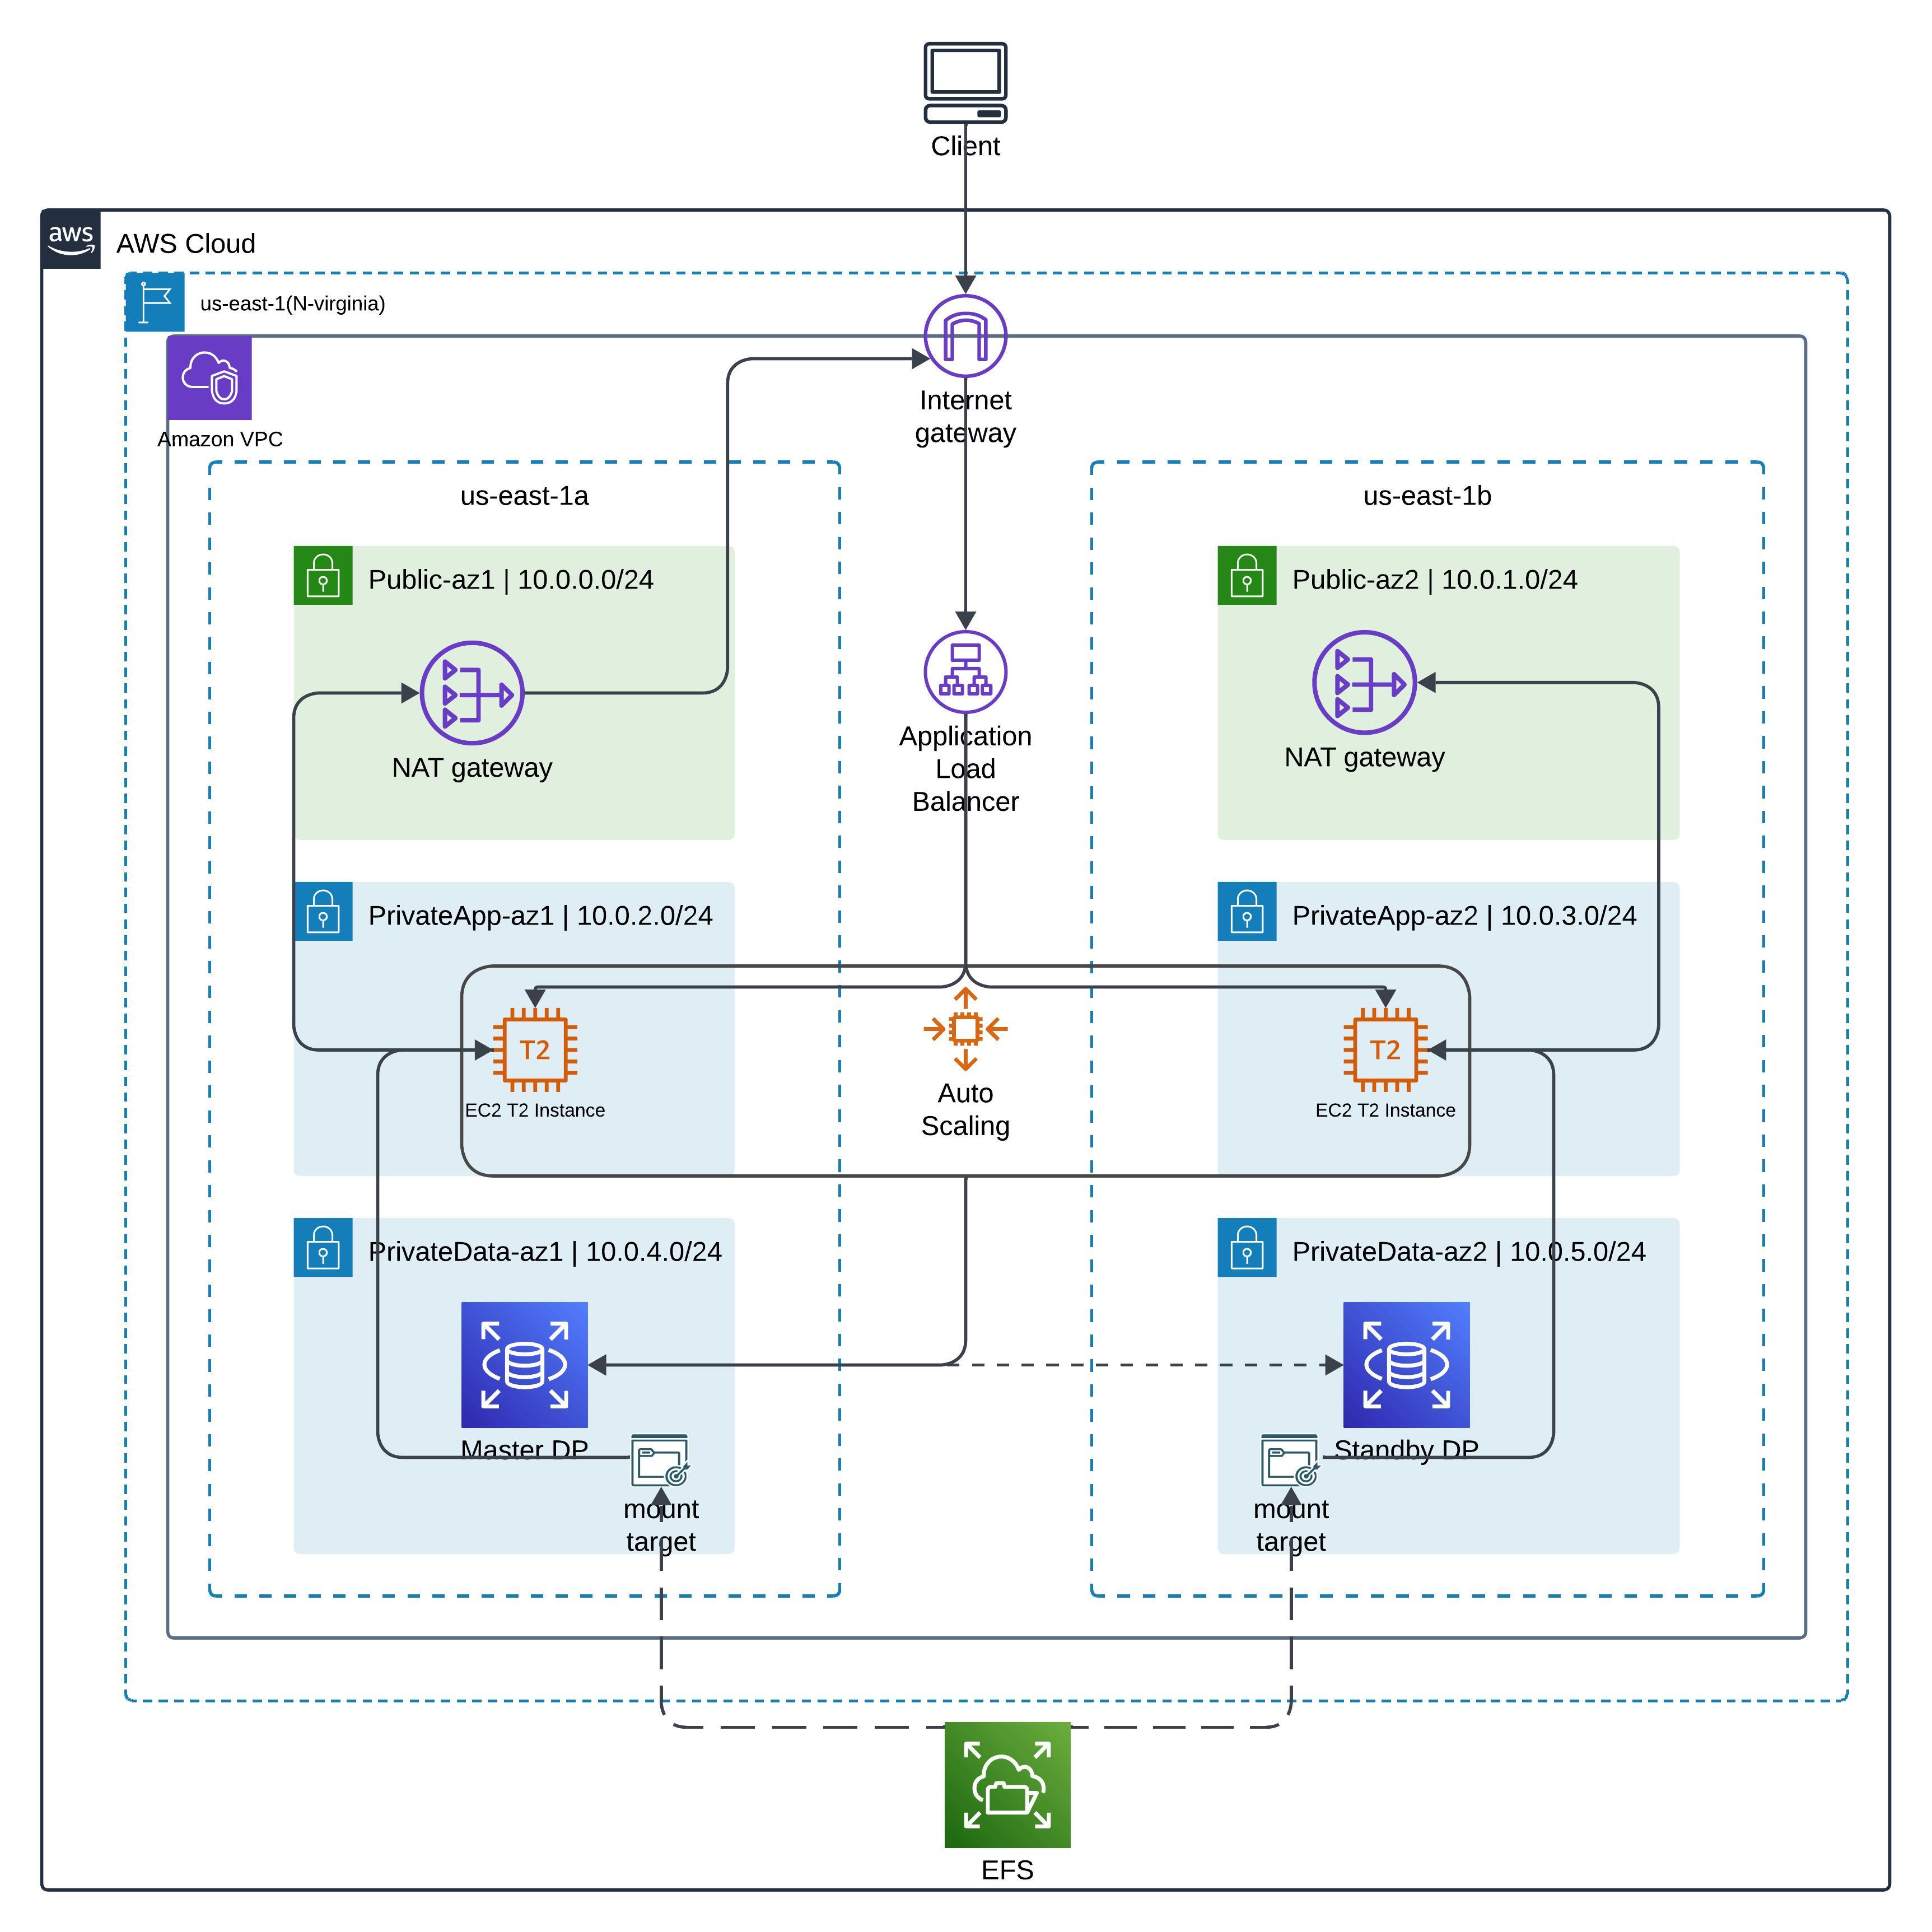 Client
aws
AWS Cloud
us-east-1(N-virginia)
Amazon VPC
Internet
gateway
us-east-1a
us-east-1b
Public-az1 | 10.0.0.0/24
Public-az2 | 10.0.1.0/24
NAT gateway
Application
Load
Balancer
NAT gateway
PrivateApp-az1 | 10.0.2.0/24
PrivateApp-az2 | 10.0.3.0/24
T2
EC2 T2 Instance
Auto
Scaling
T2
EC2 T2 Instance
PrivateData-az1 | 10.0.4.0/24
PrivateData-az2 | 10.0.5.0/24
Master DP
mount
target
Standby DP
mount
target
EFS